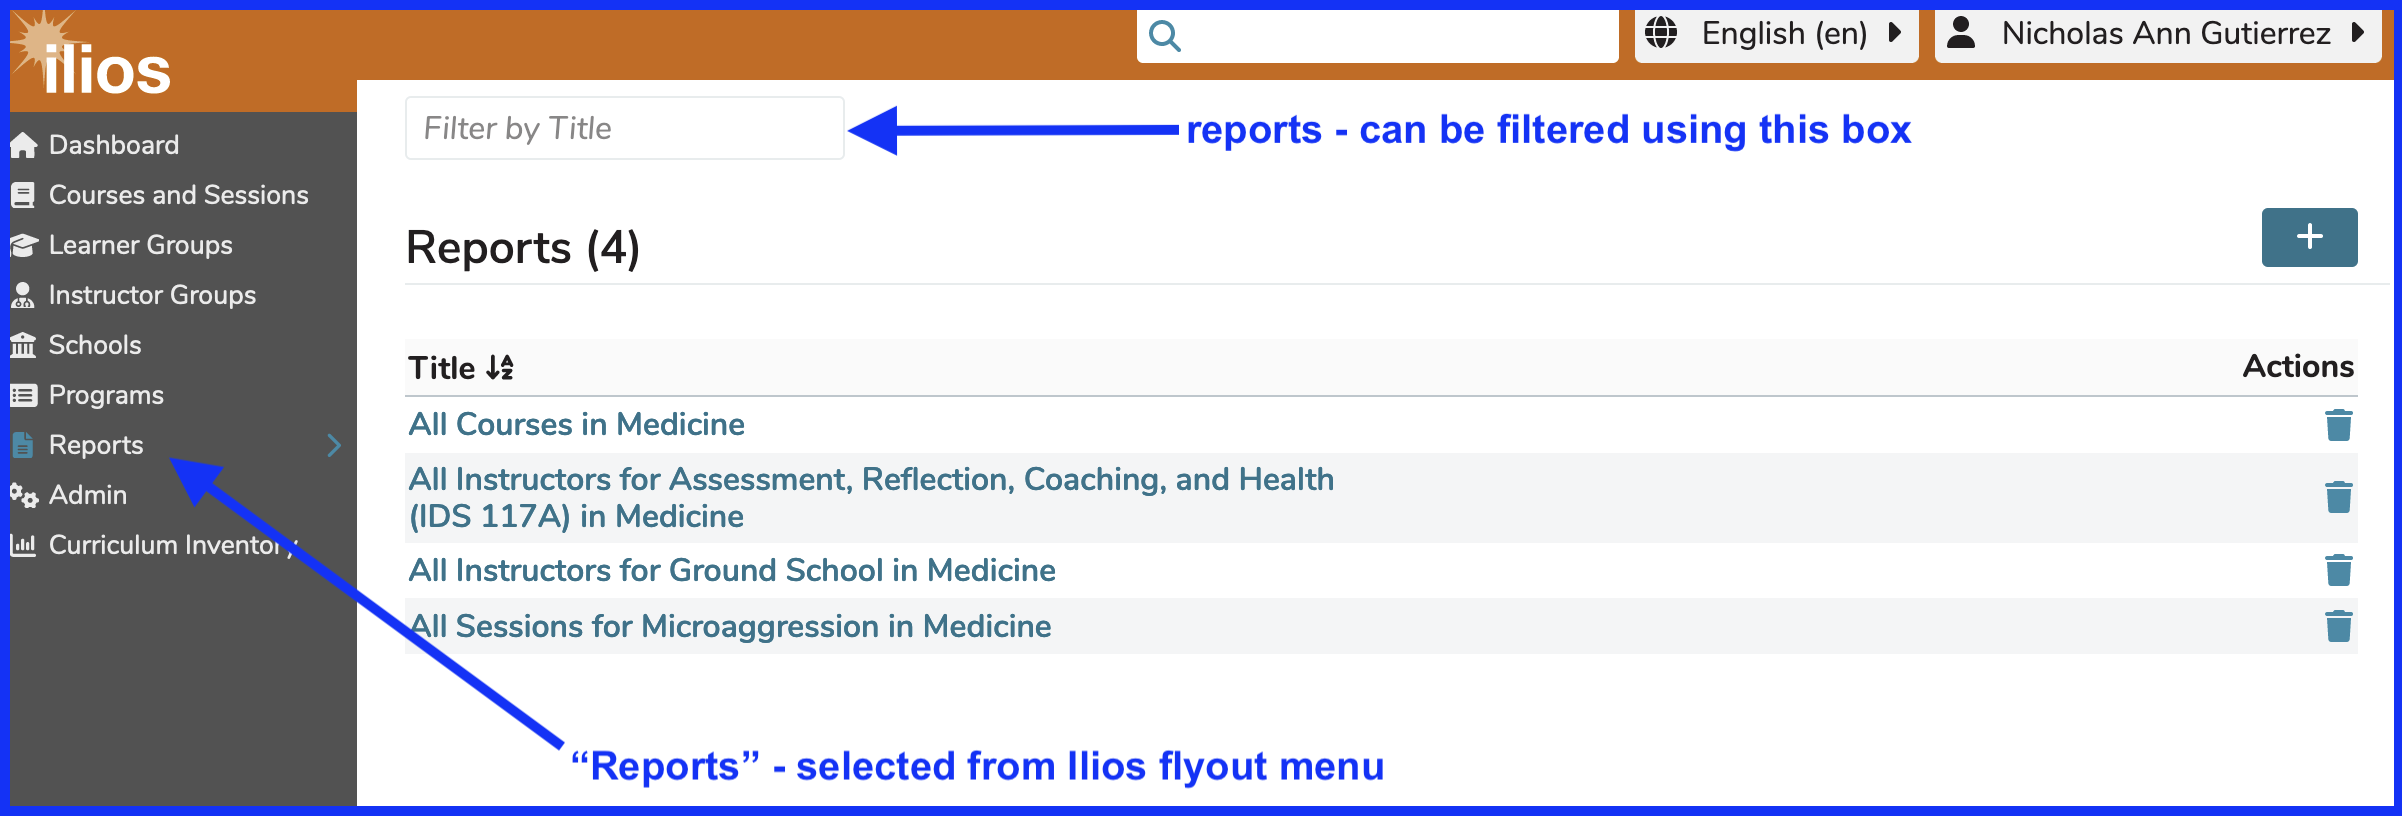 ilios
English (en)
Nicholas Ann Gutierrez
Dashboard
Courses and Sessions
Learner Groups
Instructor Groups
Schools
Programs
Reports
Admin
Curriculum Inventory
Filter by Title
reports - can be filtered using this box
Reports (4)
Title
Actions
All Courses in Medicine
All Instructors for Assessment, Reflection, Coaching, and Health
(IDS 117A) in Medicine
All Instructors for Ground School in Medicine
All Sessions for Microaggression in Medicine
“Reports” - selected from Ilios flyout menu